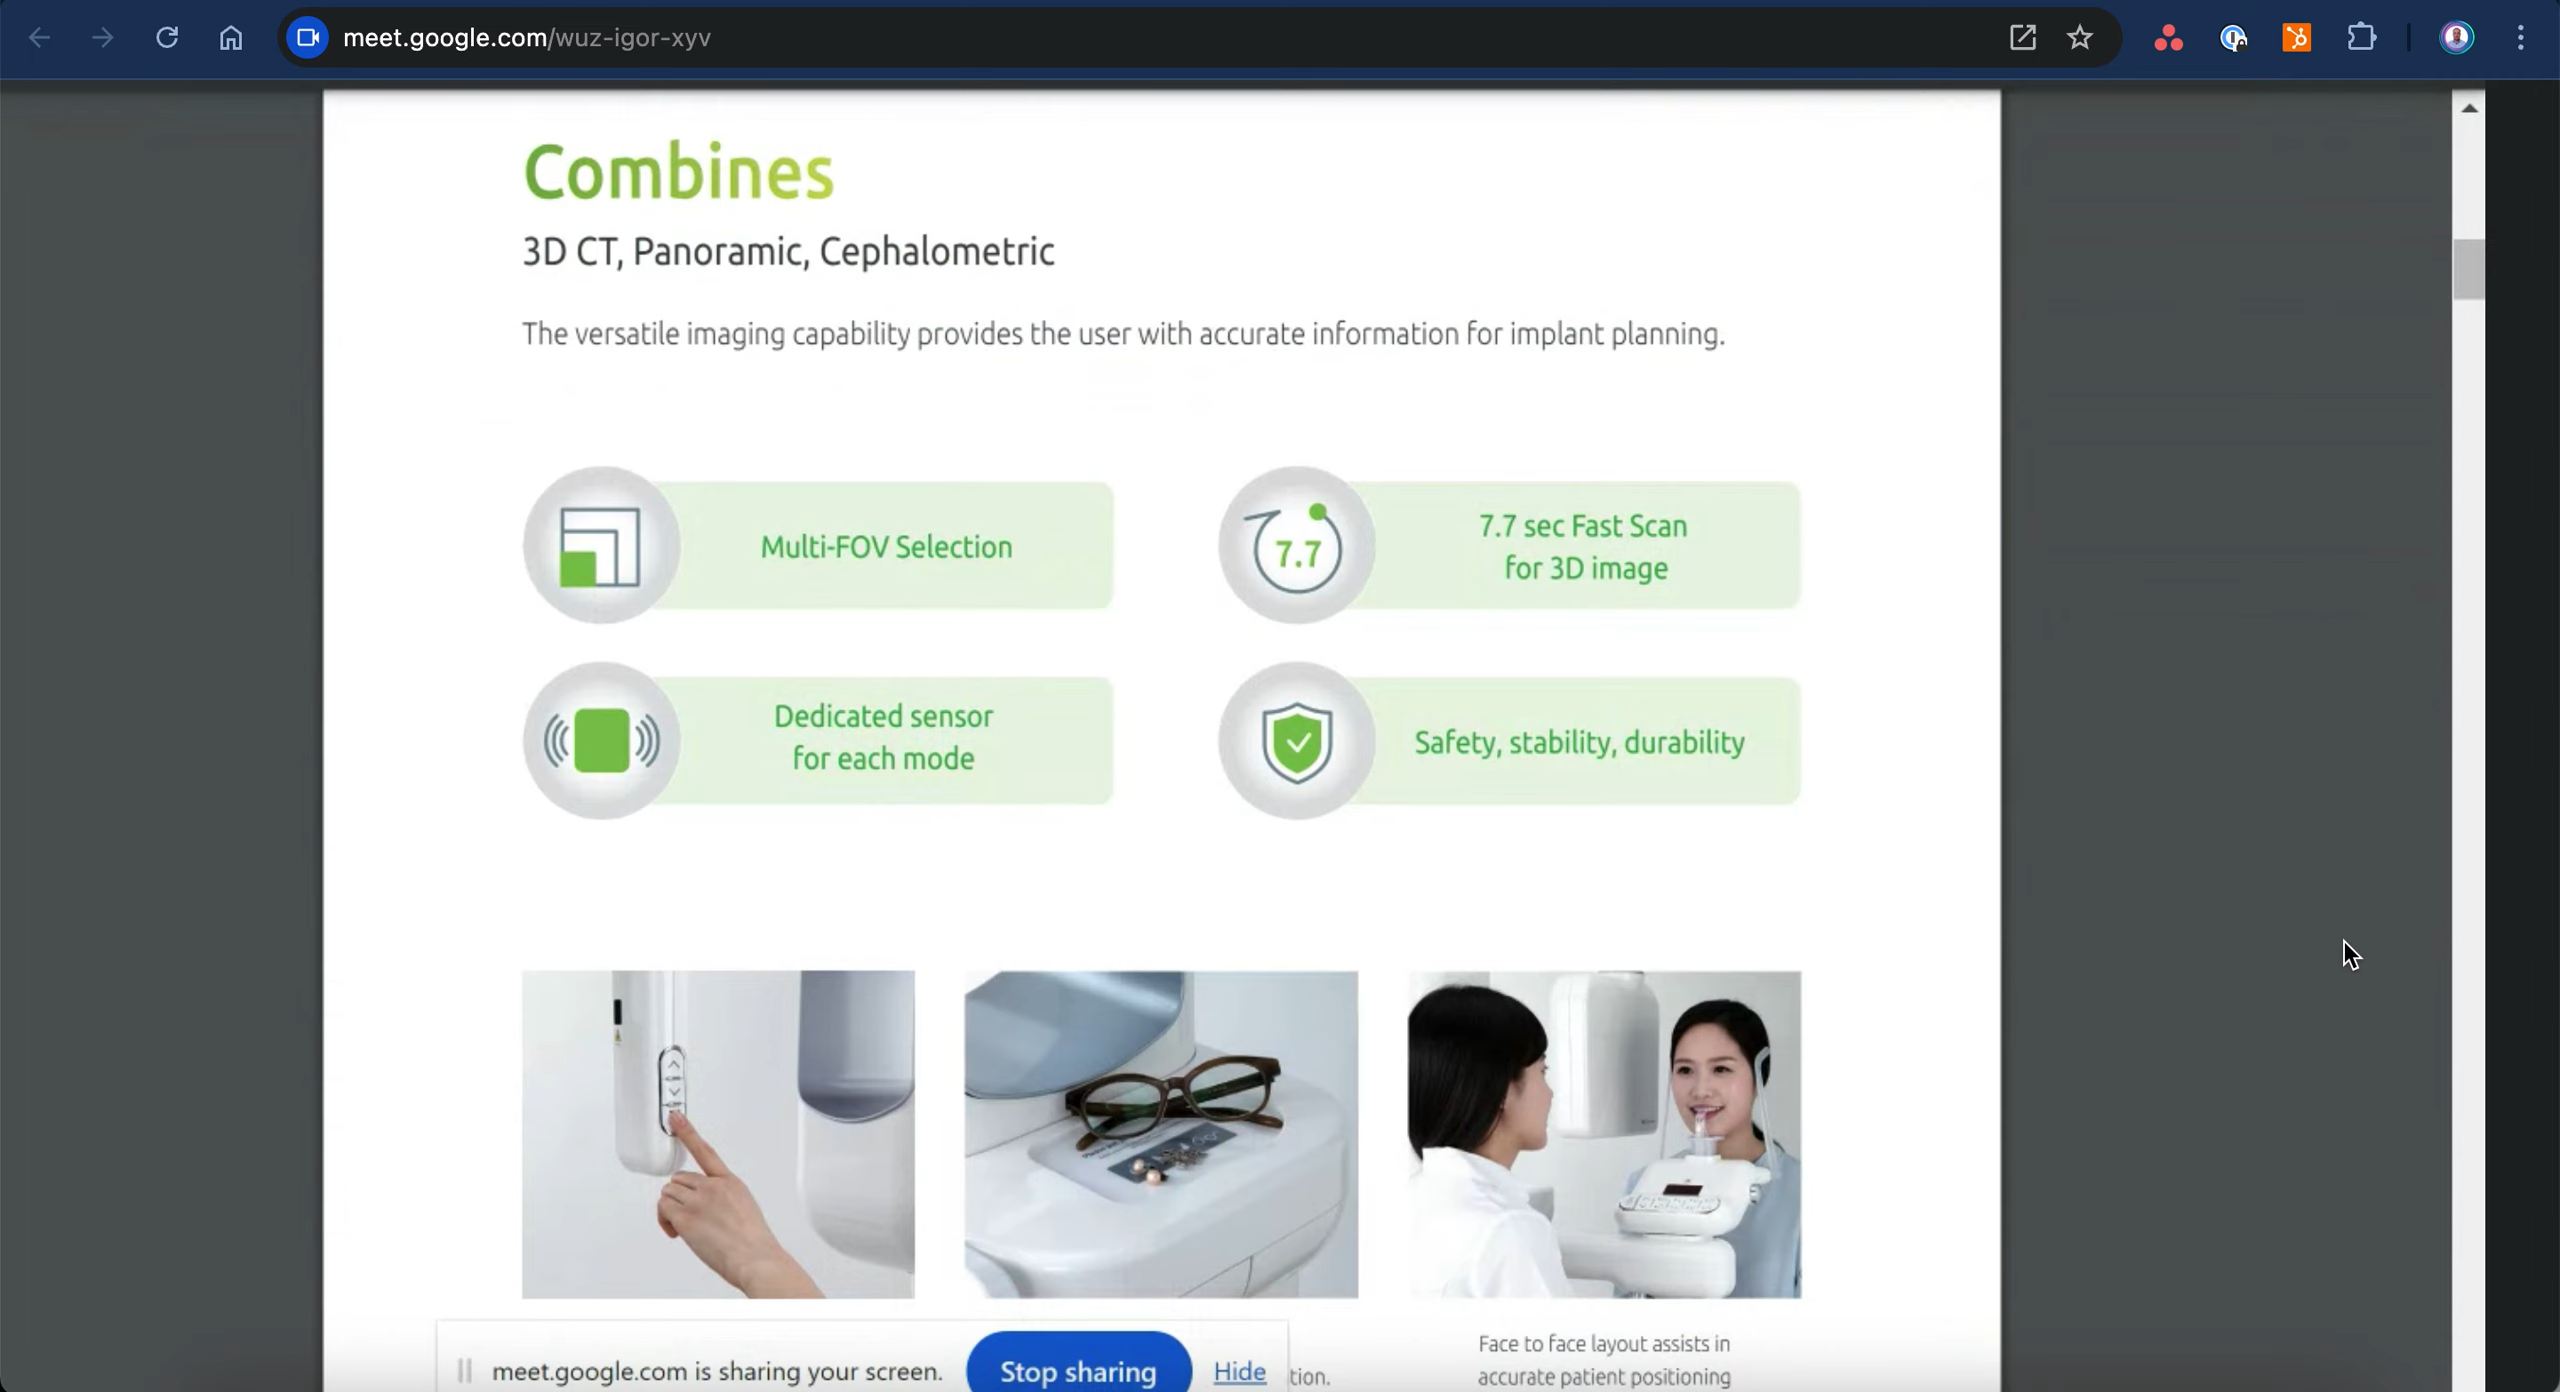 meet.google.com/wuz-igor-xyv
Combines
3D CT, Panoramic, Cephalometric
The versatile imaging capability provides the user with accurate information for implant planning.
Multi-FOV Selection
7.7
7.7 sec Fast Scan
for 3D image
Dedicated sensor
for each mode
Safety, stability, durability
meet.google.com is sharing your screen.
Stop sharing
Hide
tion.
Face to face layout assists in
accurate patient positioning